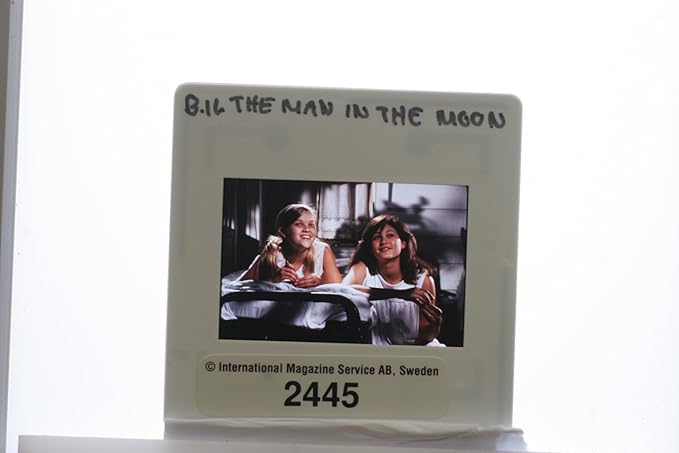 B.16 THE MAN IN THE MOON
© International Magazine Service AB, Sweden
2445